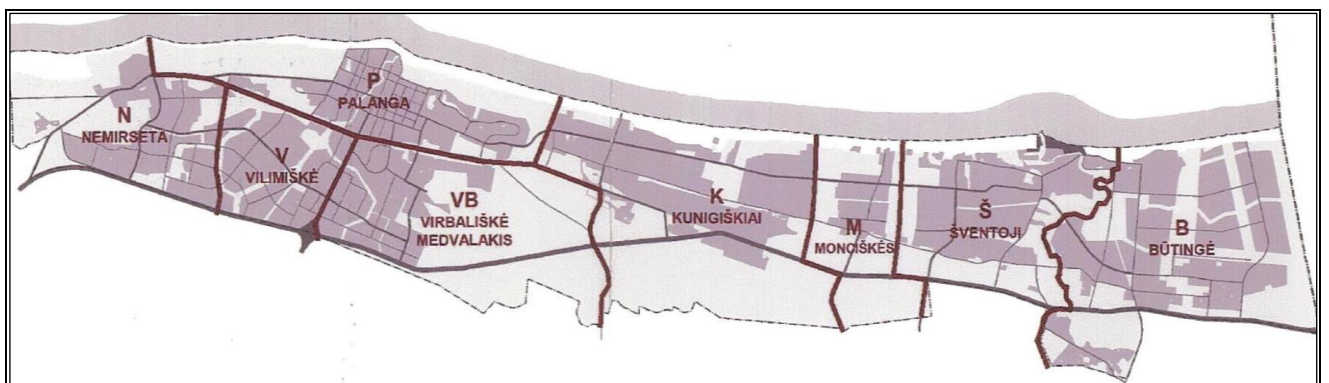 N
NEMIRSETA
V
VILIMIŠKĖ
P
PALANGA
VB
VIRBALIŠKĖ
MEDVALAKIS
K
KUNIGIŠKIAI
M
MONCIŠKĖS
Š
ŠVENTOJI
B
BŪTINGĖ